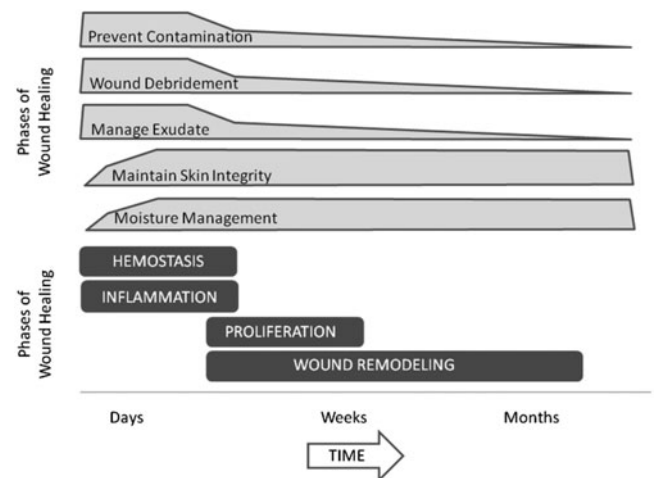 Phases of
Wound Healing
Prevent Contamination
Wound Debridement
Manage Exudate
Maintain Skin Integrity
Moisture Management
Phases of
Wound Healing
HEMOSTASIS
INFLAMMATION
PROLIFERATION
WOUND REMODELING
Days Weeks Months
TIME